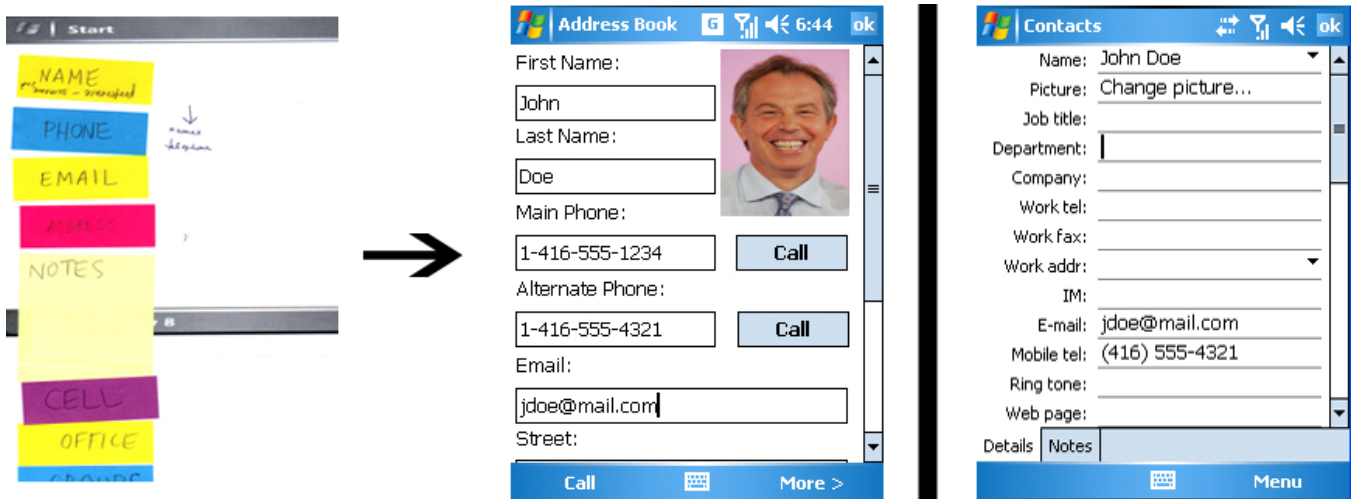 Start
NAME
PHONE
EMAIL
ADDRESS
NOTES
8
CELL
OFFICE
GROUPS
Address Book G 6:44 ok
First Name:
John
Last Name:
Doe
Main Phone:
1-416-555-1234 Call
Alternate Phone:
1-416-555-4321 Call
Email:
jdoe@mail.com
Street:
Call More >
Contacts ok
Name: John Doe
Picture: Change picture...
Job title:
Department:
Company:
Work tel:
Work fax:
Work addr:
IM:
E-mail: jdoe@mail.com
Mobile tel: (416) 555-4321
Ring tone:
Web page:
Details Notes
Menu